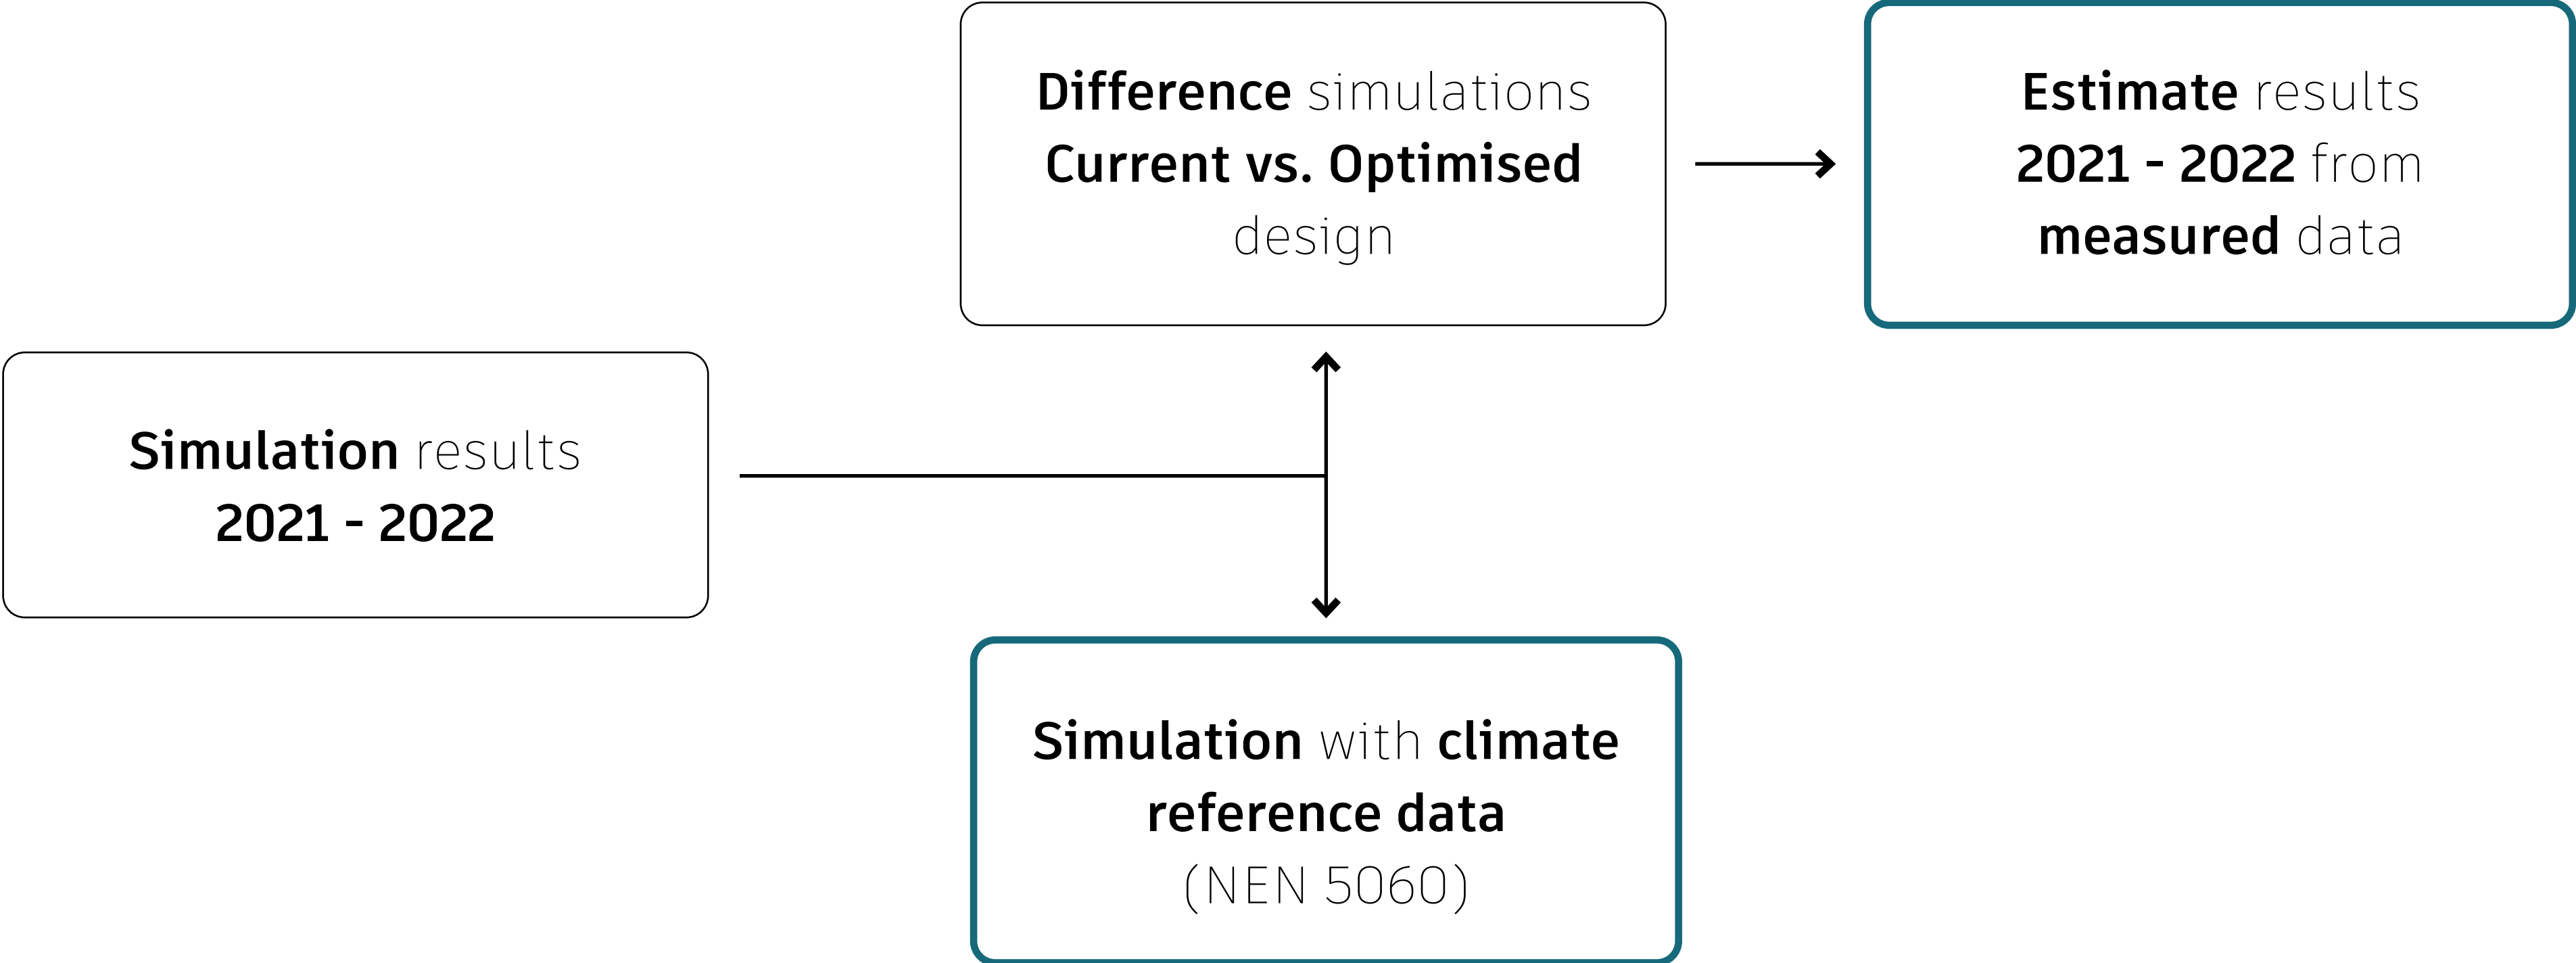 Difference simulations
Current vs. Optimised
design
Estimate results
2021 - 2022 from
measured data
Simulation results
2021 - 2022
Simulation with climate
reference data
(NEN 5060)